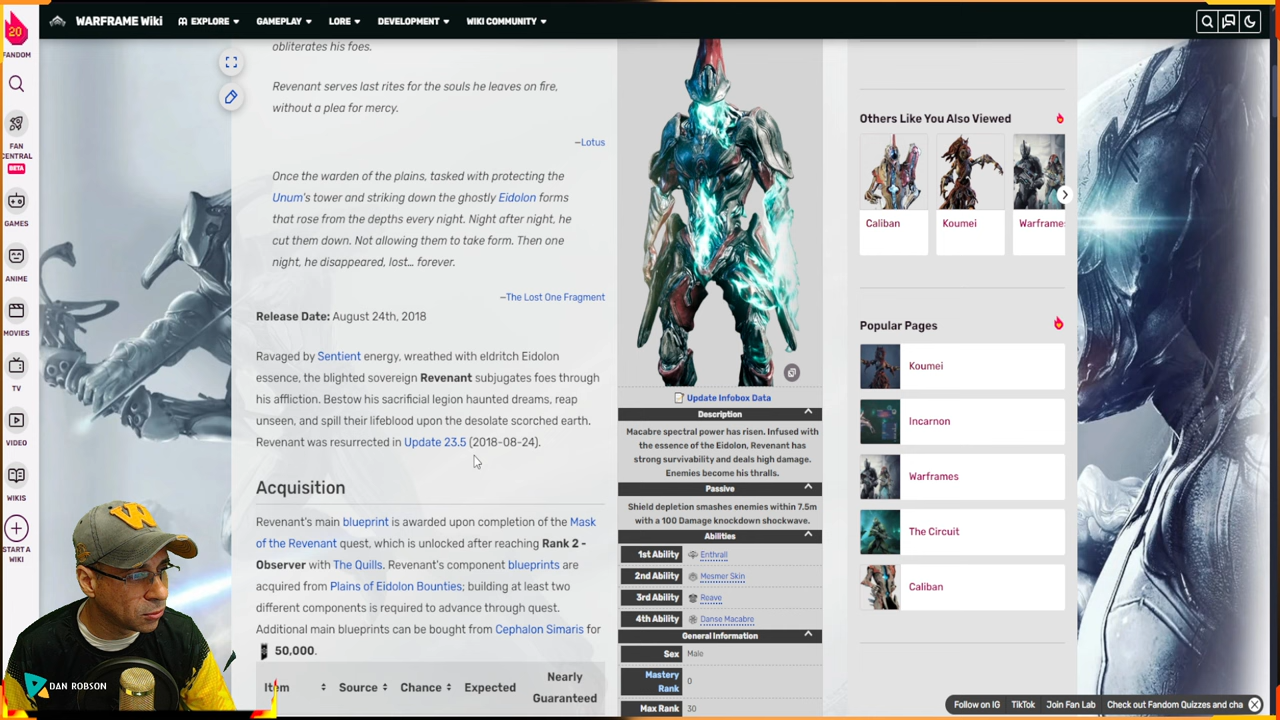 20
FANDOM
FAN
CENTRAL
BETA
GAMES
ANIME
MOVIES
TV
VIDEO
WIKIS
START A
WIKI
WARFRAME Wiki
EXPLORE
GAMEPLAY
LORE
DEVELOPMENT
WIKI COMMUNITY
obliterates his foes.
Revenant serves last rites for the souls he leaves on fire,
without a plea for mercy.
–Lotus
Once the warden of the plains, tasked with protecting the
Unum's tower and striking down the ghostly Eidolon forms
that rose from the depths every night. Night after night, he
cut them down. Not allowing them to take form. Then one
night, he disappeared, lost... forever.
–The Lost One Fragment
Release Date: August 24th, 2018
Ravaged by Sentient energy, wreathed with eldritch Eidolon
essence, the blighted sovereign Revenant subjugates foes through
his affliction. Bestow his sacrificial legion haunted dreams, reap
unseen, and spill their lifeblood upon the desolate scorched earth.
Revenant was resurrected in Update 23.5 (2018-08-24).
Acquisition
Revenant's main blueprint is awarded upon completion of the Mask
of the Revenant quest, which is unlocked after reaching Rank 2 -
Observer with The Quills. Revenant's component blueprints are
acquired from Plains of Eidolon Bounties; building at least two
different components is required to advance through quest.
Additional main blueprints can be bought from Cephalon Simaris for
50,000.
Item Source Chance Expected Nearly
Guaranteed
Update Infobox Data
Description
Macabre spectral power has risen. Infused with
the essence of the Eidolon, Revenant has
strong survivability and deals high damage.
Enemies become his thralls.
Passive
Shield depletion smashes enemies within 7.5m
with a 100 Damage knockdown shockwave.
Abilities
1st Ability Enthrall
2nd Ability Mesmer Skin
3rd Ability Reave
4th Ability Danse Macabre
General Information
Sex Male
Mastery
Rank 0
Max Rank 30
Others Like You Also Viewed
Caliban
Koumei
Warframes
Popular Pages
Koumei
Incarnon
Warframes
The Circuit
Caliban
Follow on IG TikTok Join Fan Lab Check out Fandom Quizzes and cha
W
DAN ROBSON